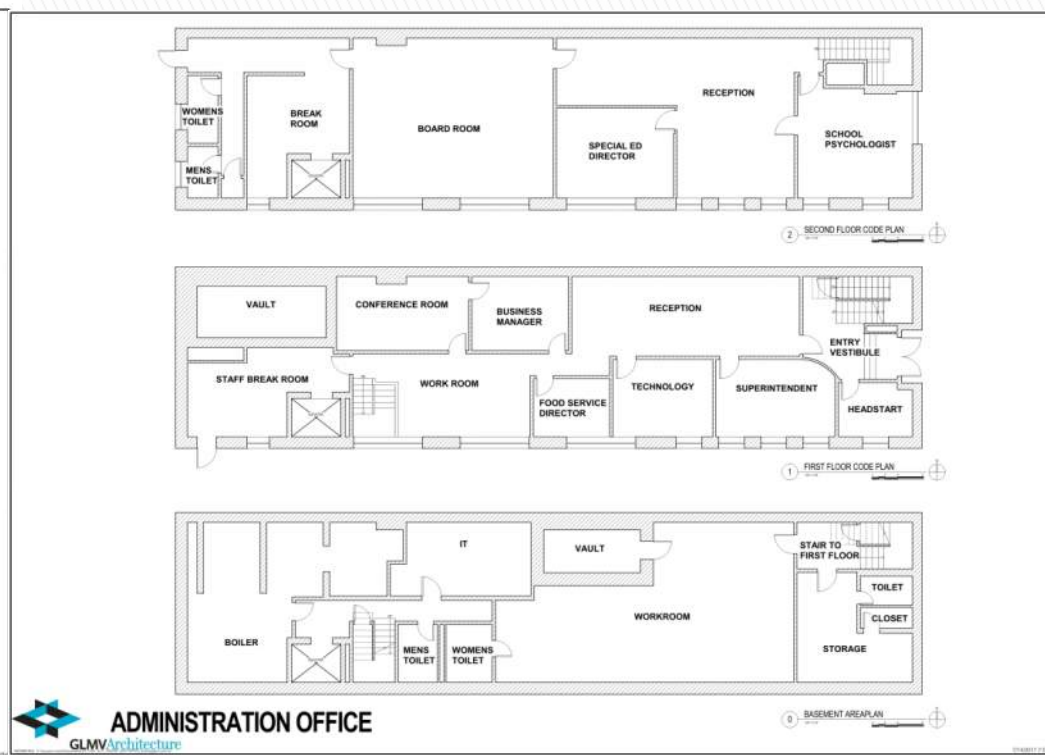 WOMENS
TOILET
MENS
TOILET
BREAK
ROOM
BOARD ROOM
SPECIAL ED
DIRECTOR
RECEPTION
SCHOOL
PSYCHOLOGIST
2 SECOND FLOOR CODE PLAN
VAULT
CONFERENCE ROOM
BUSINESS
MANAGER
RECEPTION
ENTRY
VESTIBULE
STAFF BREAK ROOM
WORK ROOM
FOOD SERVICE
DIRECTOR
TECHNOLOGY
SUPERINTENDENT
HEADSTART
1 FIRST FLOOR CODE PLAN
IT
VAULT
STAIR TO
FIRST FLOOR
TOILET
CLOSET
BOILER
MENS
TOILET
WOMENS
TOILET
WORKROOM
STORAGE
0 BASEMENT AREAPLAN
ADMINISTRATION OFFICE
GLMVArchitecture